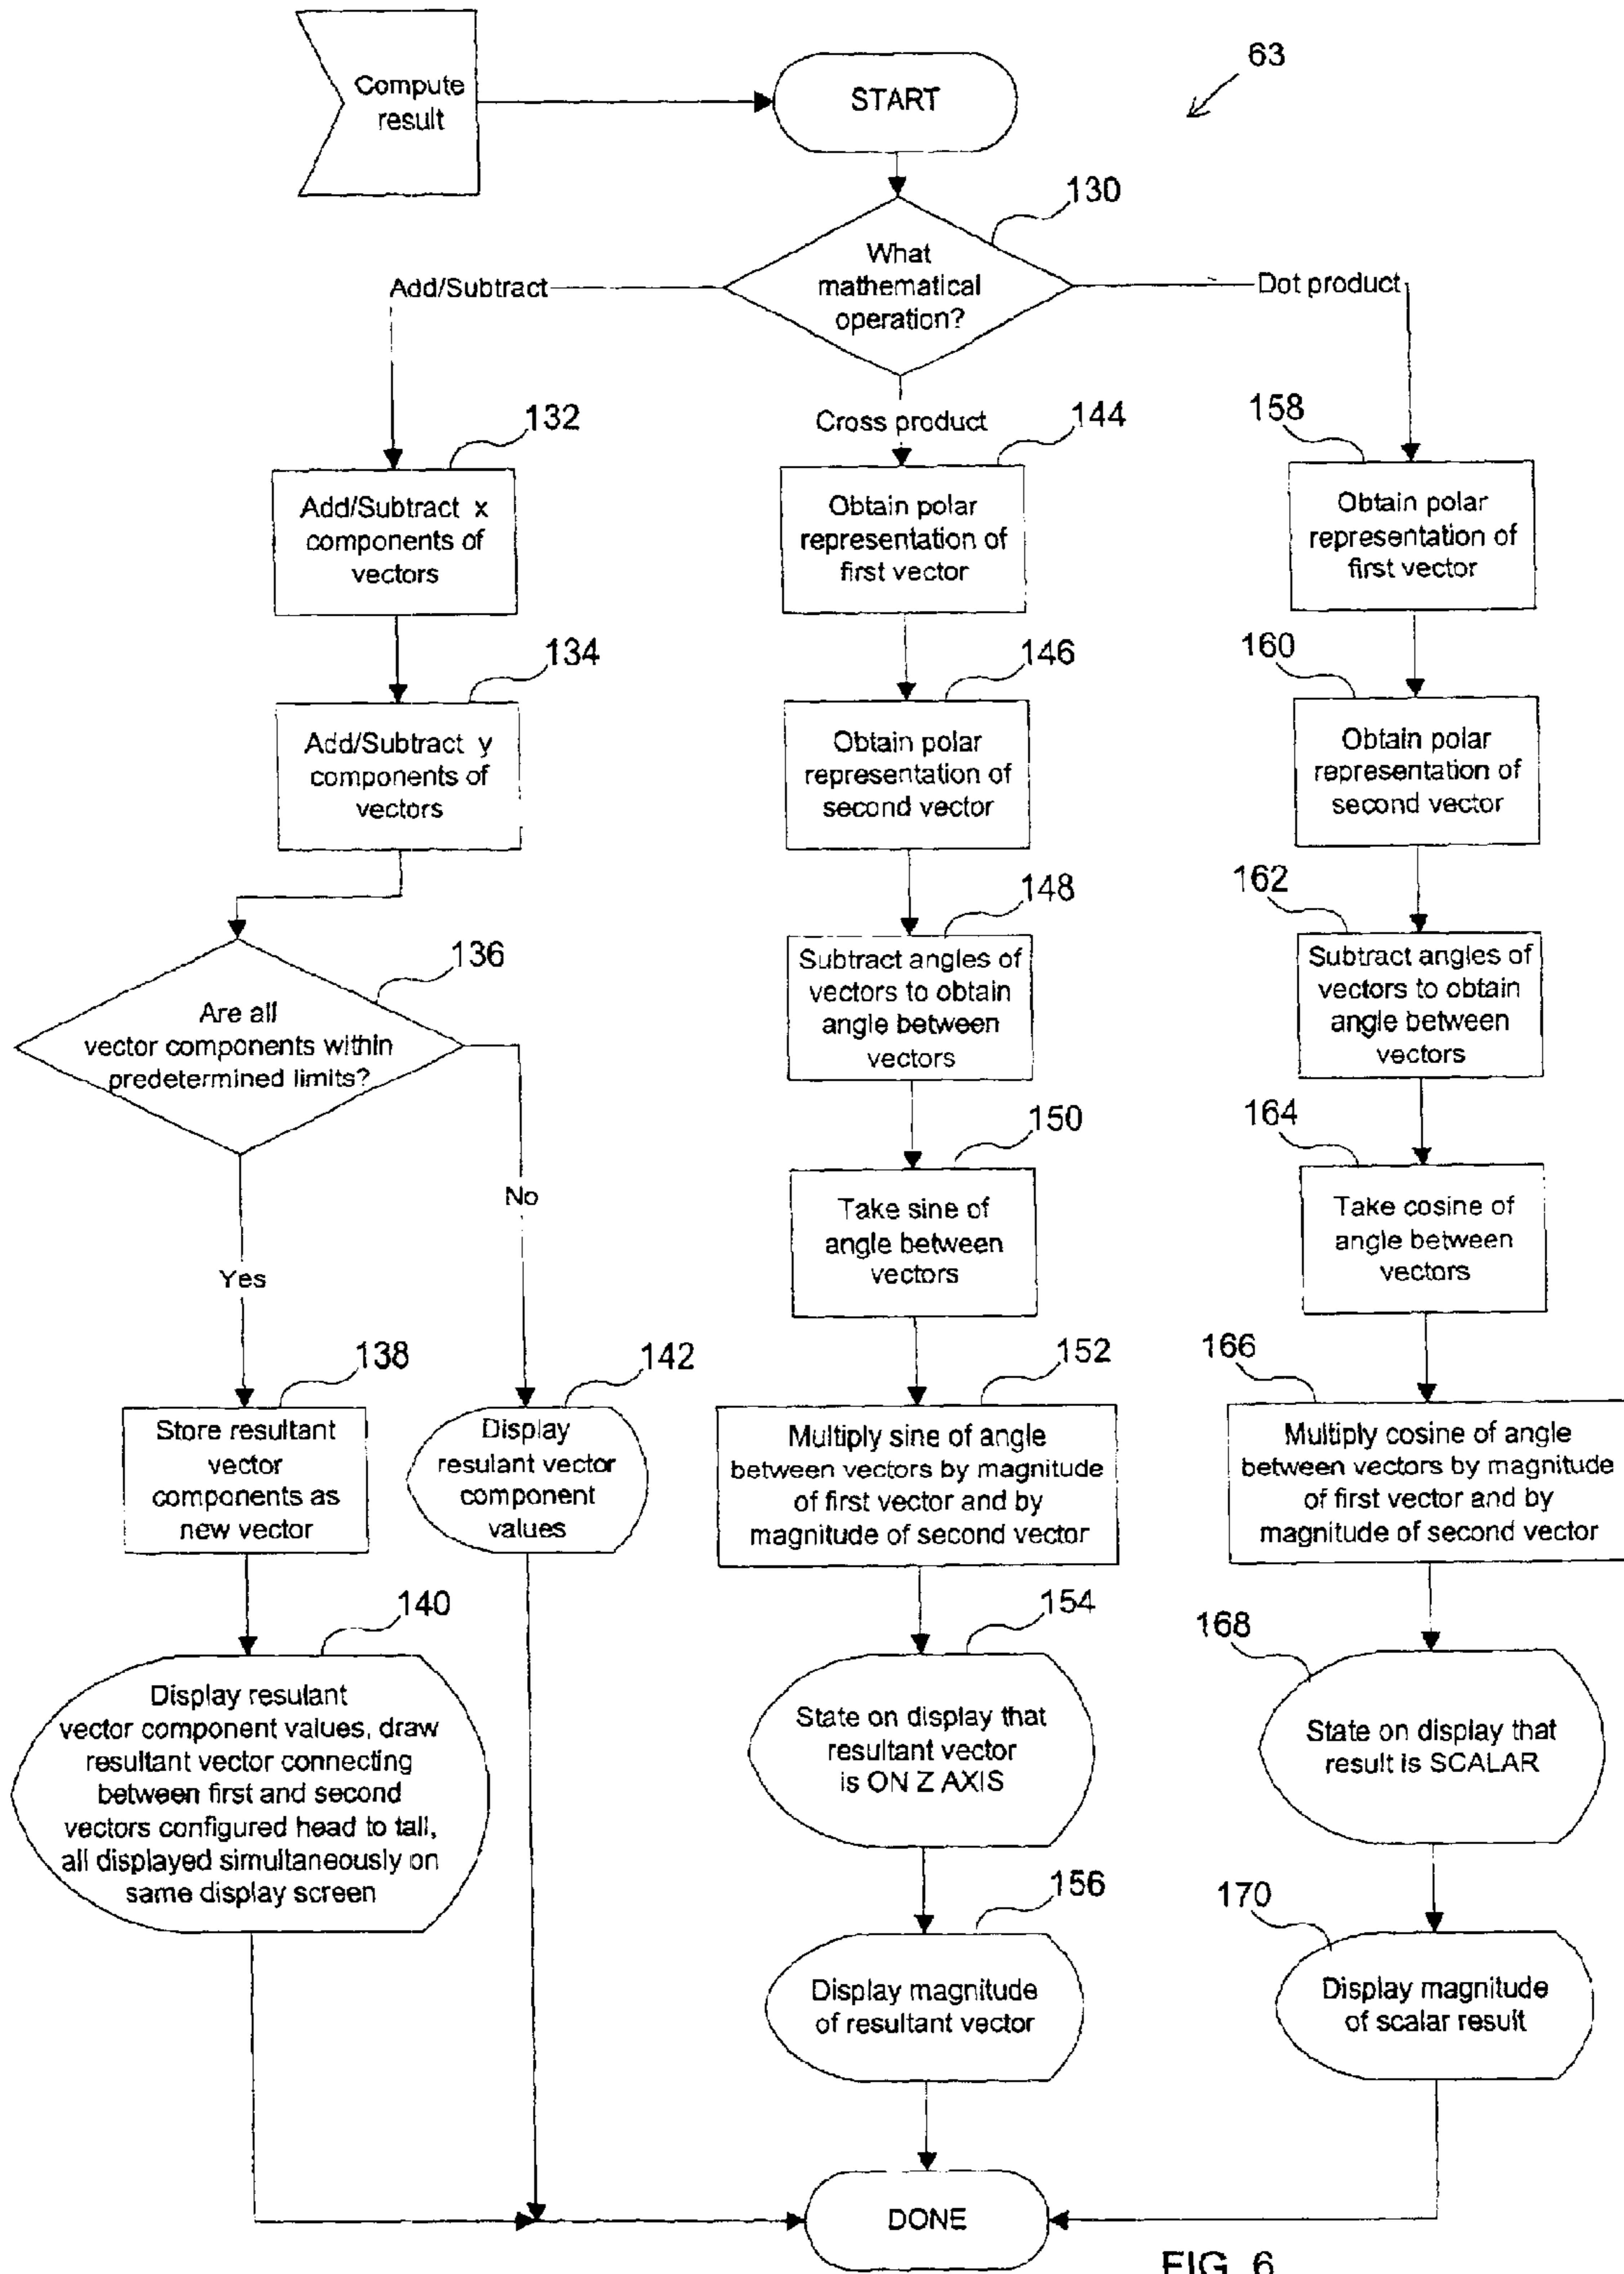 Compute
result
START
63
130
What
mathematical
operation?
Add/Subtract
Dot product
Cross product
132
Add/Subtract x
components of
vectors
144
Obtain polar
representation of
first vector
158
Obtain polar
representation of
first vector
134
Add/Subtract y
components of
vectors
146
Obtain polar
representation of
second vector
160
Obtain polar
representation of
second vector
136
Are all
vector components within
predetermined limits?
148
Subtract angles of
vectors to obtain
angle between
vectors
162
Subtract angles of
vectors to obtain
angle between
vectors
No
Yes
150
Take sine of
angle between
vectors
164
Take cosine of
angle between
vectors
138
Store resultant
vector
components as
new vector
142
Display
resulant vector
component
values
152
Multiply sine of angle
between vectors by magnitude
of first vector and by
magnitude of second vector
166
Multiply cosine of angle
between vectors by magnitude
of first vector and by
magnitude of second vector
140
Display resulant
vector component values, draw
resultant vector connecting
between first and second
vectors configured head to tall,
all displayed simultaneously on
same display screen
154
State on display that
resultant vector
is ON Z AXIS
168
State on display that
result is SCALAR
156
Display magnitude
of resultant vector
170
Display magnitude
of scalar result
DONE
FIG. 6